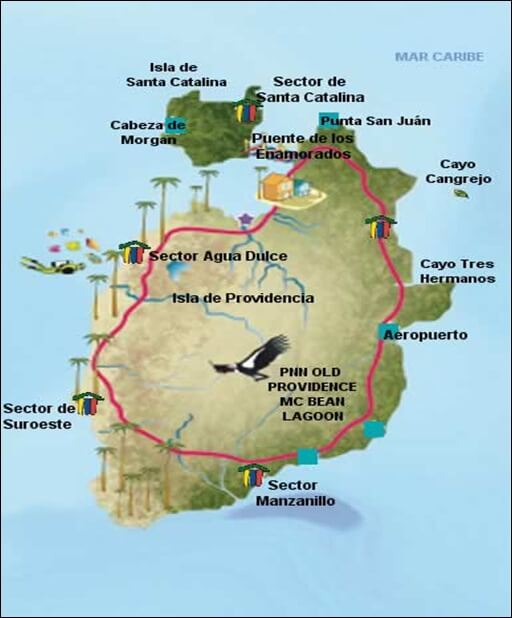 MAR CARIBE
Isla de
Santa Catalina
Sector de
Santa Catalina
Cabeza de
Morgan
Punta San Juán
Puente de los
Enamorados
Cayo
Cangrejo
Sector Agua Dulce
Cayo Tres
Hermanos
Isla de Providencia
Aeropuerto
PNN OLD
PROVIDENCE
MC BEAN
LAGOON
Sector de
Suroeste
Sector
Manzanillo